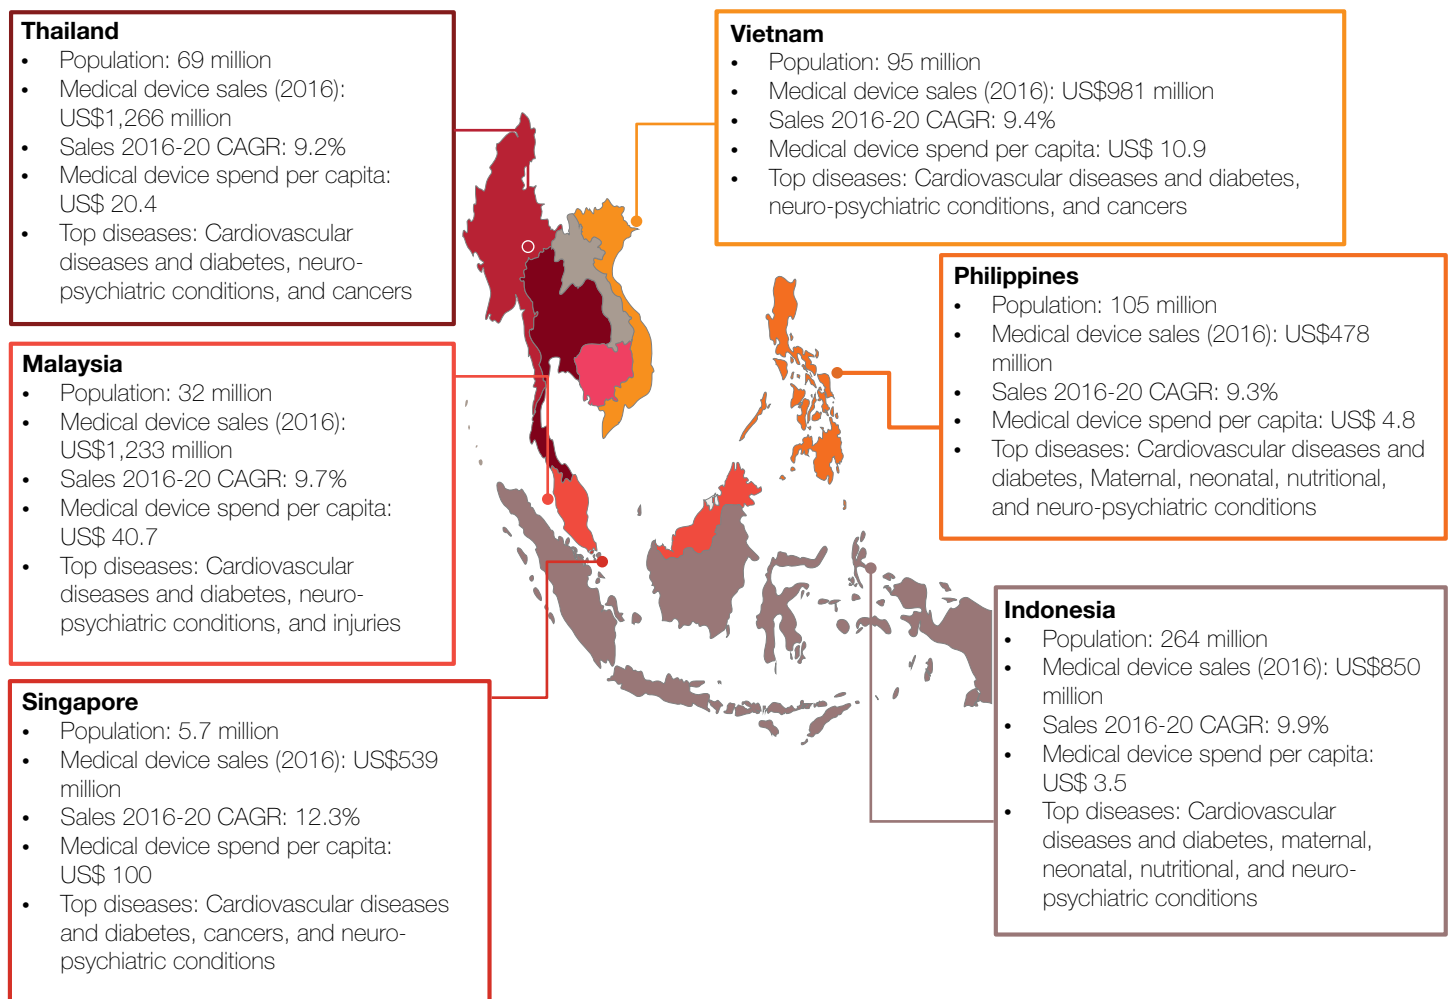 Thailand
• Population: 69 million
• Medical device sales (2016):
US$1,266 million
• Sales 2016-20 CAGR: 9.2%
• Medical device spend per capita:
US$ 20.4
• Top diseases: Cardiovascular
diseases and diabetes, neuro-
psychiatric conditions, and cancers
Vietnam
• Population: 95 million
• Medical device sales (2016): US$981 million
• Sales 2016-20 CAGR: 9.4%
• Medical device spend per capita: US$ 10.9
• Top diseases: Cardiovascular diseases and diabetes,
neuro-psychiatric conditions, and cancers
Philippines
• Population: 105 million
• Medical device sales (2016): US$478
million
• Sales 2016-20 CAGR: 9.3%
• Medical device spend per capita: US$ 4.8
• Top diseases: Cardiovascular diseases and
diabetes, Maternal, neonatal, nutritional,
and neuro-psychiatric conditions
Malaysia
• Population: 32 million
• Medical device sales (2016):
US$1,233 million
• Sales 2016-20 CAGR: 9.7%
• Medical device spend per capita:
US$ 40.7
• Top diseases: Cardiovascular
diseases and diabetes, neuro-
psychiatric conditions, and injuries
Indonesia
• Population: 264 million
• Medical device sales (2016): US$850
million
• Sales 2016-20 CAGR: 9.9%
• Medical device spend per capita:
US$ 3.5
• Top diseases: Cardiovascular
diseases and diabetes, maternal,
neonatal, nutritional, and neuro-
psychiatric conditions
Singapore
• Population: 5.7 million
• Medical device sales (2016): US$539
million
• Sales 2016-20 CAGR: 12.3%
• Medical device spend per capita:
US$ 100
• Top diseases: Cardiovascular diseases
and diabetes, cancers, and neuro-
psychiatric conditions